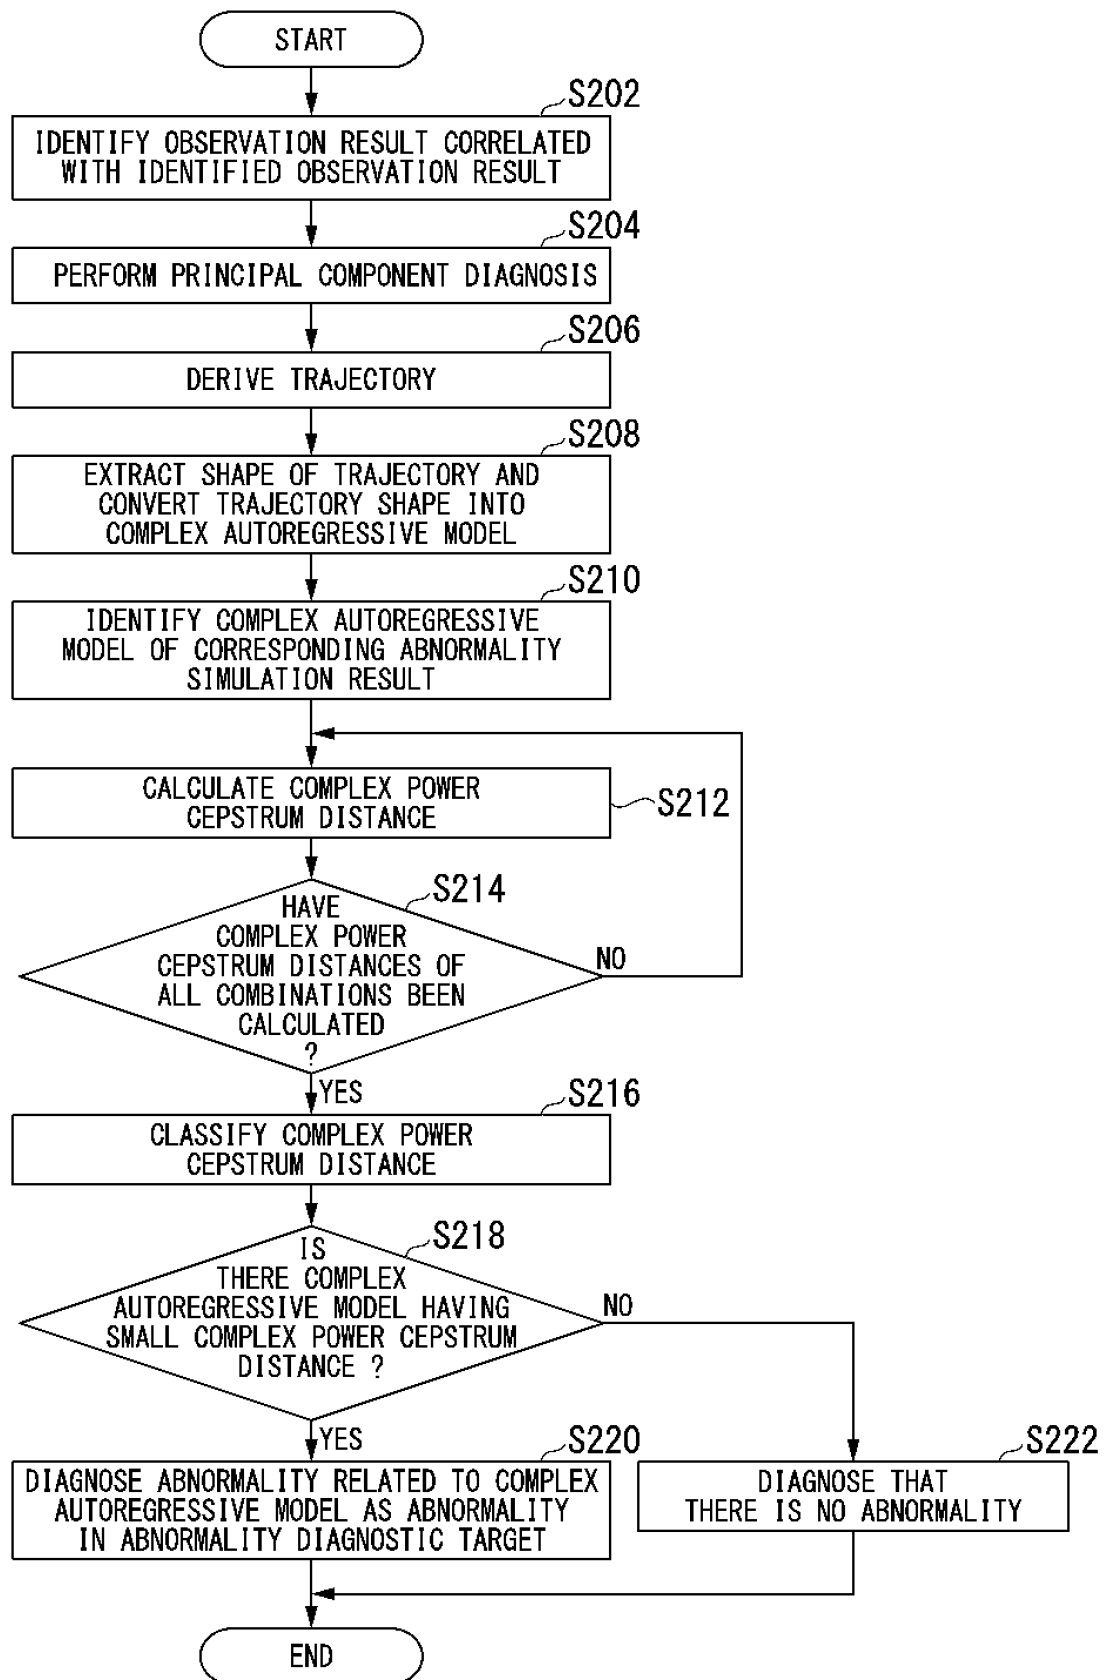 START
S202
IDENTIFY OBSERVATION RESULT CORRELATED
WITH IDENTIFIED OBSERVATION RESULT
S204
PERFORM PRINCIPAL COMPONENT DIAGNOSIS
S206
DERIVE TRAJECTORY
S208
EXTRACT SHAPE OF TRAJECTORY AND
CONVERT TRAJECTORY SHAPE INTO
COMPLEX AUTOREGRESSIVE MODEL
S210
IDENTIFY COMPLEX AUTOREGRESSIVE
MODEL OF CORRESPONDING ABNORMALITY
SIMULATION RESULT
CALCULATE COMPLEX POWER
CEPSTRUM DISTANCE
S212
S214
HAVE
COMPLEX POWER
CEPSTRUM DISTANCES OF
ALL COMBINATIONS BEEN
CALCULATED
?
NO
YES
S216
CLASSIFY COMPLEX POWER
CEPSTRUM DISTANCE
S218
IS
THERE COMPLEX
AUTOREGRESSIVE MODEL HAVING
SMALL COMPLEX POWER CEPSTRUM
DISTANCE ?
NO
YES
S220
DIAGNOSE ABNORMALITY RELATED TO COMPLEX
AUTOREGRESSIVE MODEL AS ABNORMALITY
IN ABNORMALITY DIAGNOSTIC TARGET
S222
DIAGNOSE THAT
THERE IS NO ABNORMALITY
END